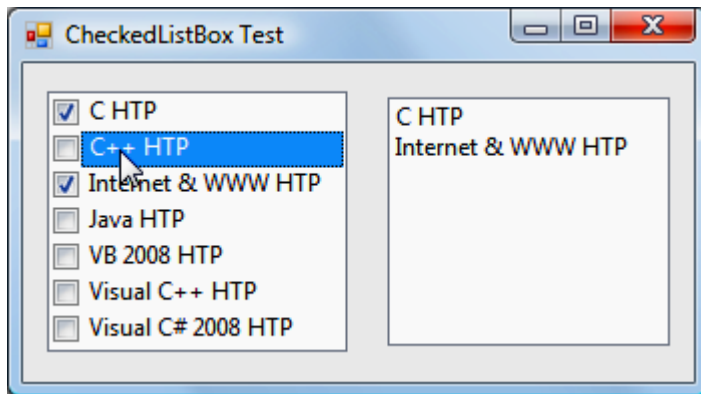 CheckedListBox Test
C HTP
C++ HTP
Internet & WWW HTP
Java HTP
VB 2008 HTP
Visual C++ HTP
Visual C# 2008 HTP
C HTP
Internet & WWW HTP